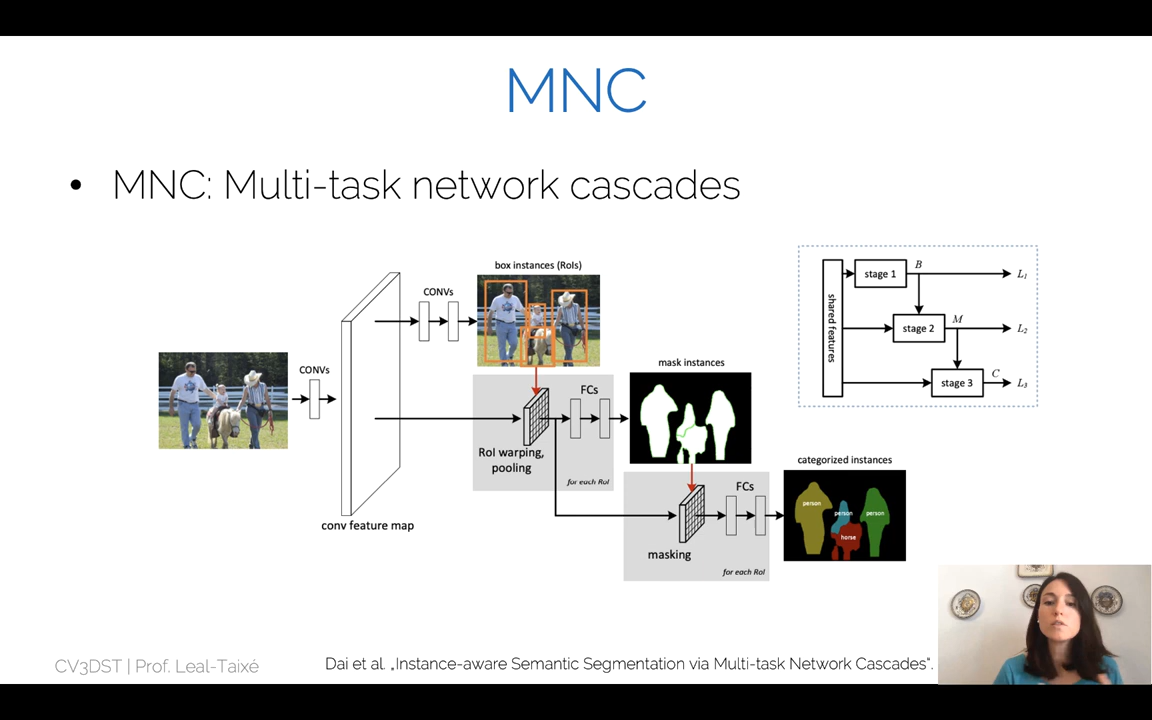 MNC
• MNC: Multi-task network cascades
box instances (RoIs)
CONVs
CONVs
conv feature map
RoI warping,
pooling
FCs
for each RoI
mask instances
masking
FCs
for each RoI
categorized instances
person
person
person
horse
shared features
stage 1
B
L1
stage 2
M
L2
stage 3
C
L3
CV3DST | Prof. Leal-Taixé
Dai et al. „Instance-aware Semantic Segmentation via Multi-task Network Cascades“.